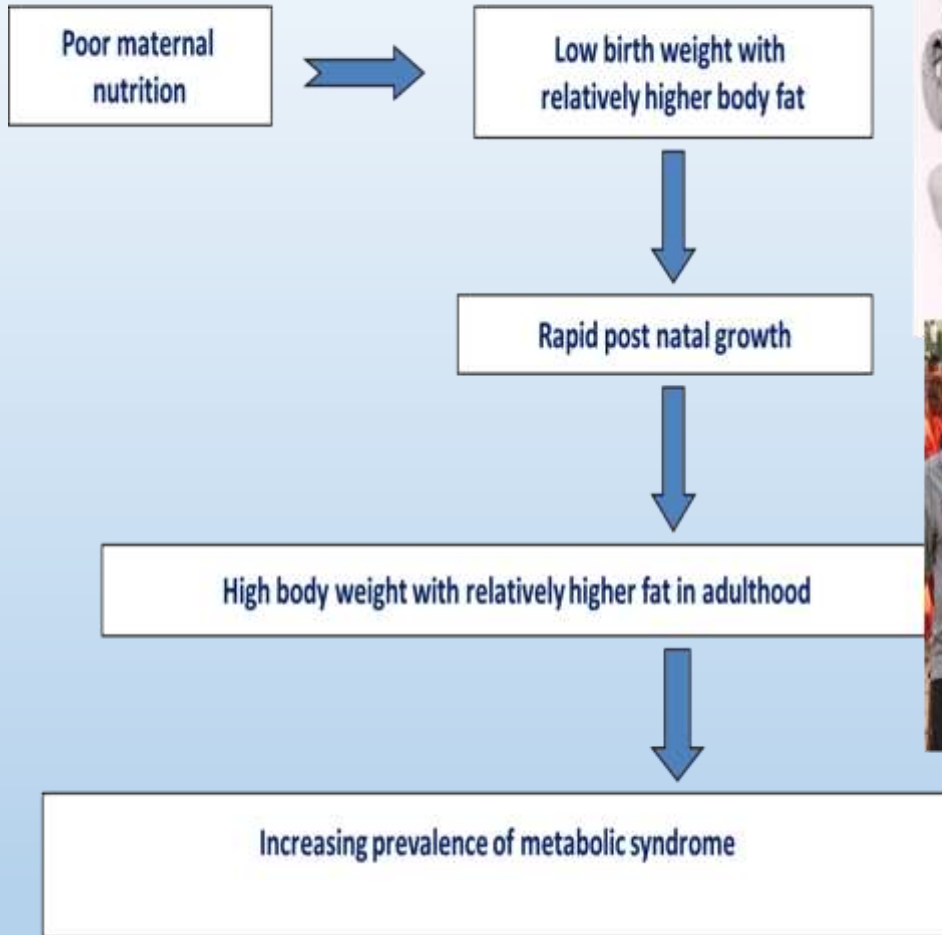 Poor maternal
nutrition
Low birth weight with
relatively higher body fat
Rapid post natal growth
High body weight with relatively higher fat in adulthood
Increasing prevalence of metabolic syndrome